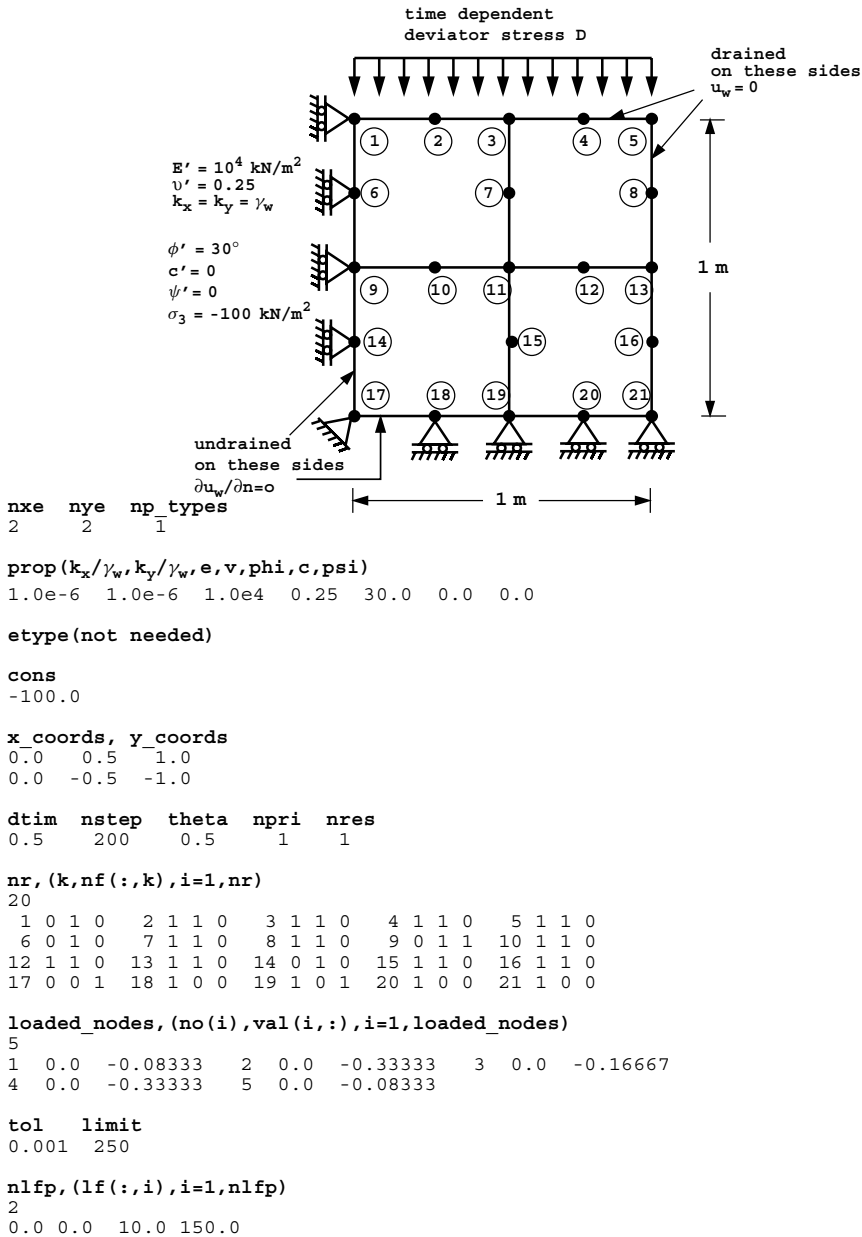 time dependent
deviator stress D
drained
on these sides
u_w = 0
E' = 10^4 kN/m^2
υ' = 0.25
k_x = k_y = γ_w
ϕ' = 30°
c' = 0
ψ' = 0
σ_3 = -100 kN/m^2
1 2 3 4 5
6 7 8
9 10 11 12 13
14 15 16
17 18 19 20 21
1 m
undrained
on these sides
∂u_w/∂n=o
1 m
nxe nye np_types
2 2 1
prop(k_x/γ_w,k_y/γ_w,e,v,phi,c,psi)
1.0e-6 1.0e-6 1.0e4 0.25 30.0 0.0 0.0
etype(not needed)
cons
-100.0
x_coords, y_coords
0.0 0.5 1.0
0.0 -0.5 -1.0
dtim nstep theta npri nres
0.5 200 0.5 1 1
nr,(k,nf(:,k),i=1,nr)
20
1 0 1 0 2 1 1 0 3 1 1 0 4 1 1 0 5 1 1 0
6 0 1 0 7 1 1 0 8 1 1 0 9 0 1 1 10 1 1 0
12 1 1 0 13 1 1 0 14 0 1 0 15 1 1 0 16 1 1 0
17 0 0 1 18 1 0 0 19 1 0 1 20 1 0 0 21 1 0 0
loaded_nodes,(no(i),val(i,:),i=1,loaded_nodes)
5
1 0.0 -0.08333 2 0.0 -0.33333 3 0.0 -0.16667
4 0.0 -0.33333 5 0.0 -0.08333
tol limit
0.001 250
nlfp,(lf(:,i),i=1,nlfp)
2
0.0 0.0 10.0 150.0